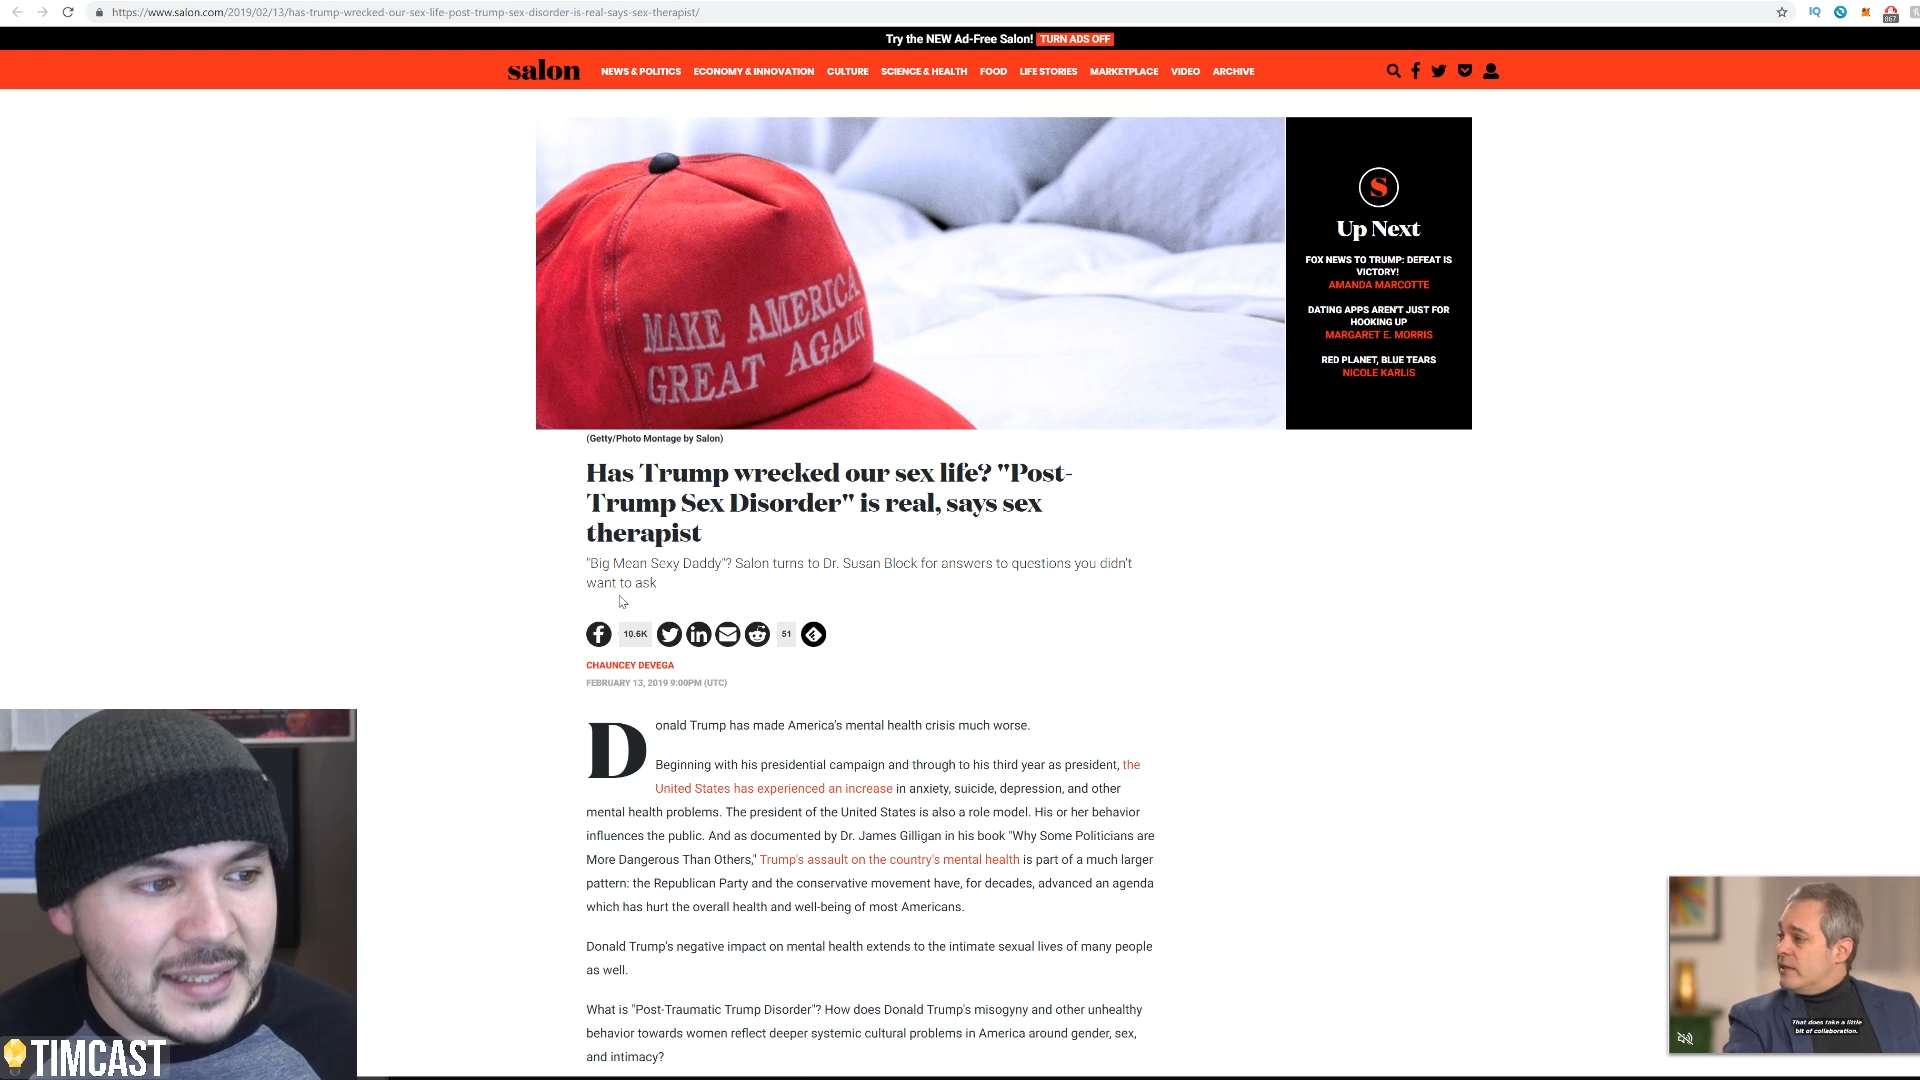 https://www.salon.com/2019/02/13/has-trump-wrecked-our-sex-life-post-trump-sex-disorder-is-real-says-sex-therapist/
IQ
867
Try the NEW Ad-Free Salon! TURN ADS OFF
salon NEWS & POLITICS ECONOMY & INNOVATION CULTURE SCIENCE & HEALTH FOOD LIFE STORIES MARKETPLACE VIDEO ARCHIVE
MAKE AMERICA
GREAT AGAIN
S
Up Next
FOX NEWS TO TRUMP: DEFEAT IS
VICTORY!
AMANDA MARCOTTE
DATING APPS AREN'T JUST FOR
HOOKING UP
MARGARET E. MORRIS
RED PLANET, BLUE TEARS
NICOLE KARLIS
(Getty/Photo Montage by Salon)
Has Trump wrecked our sex life? "Post-
Trump Sex Disorder" is real, says sex
therapist
"Big Mean Sexy Daddy"? Salon turns to Dr. Susan Block for answers to questions you didn't
want to ask
10.6K 51
CHAUNCEY DEVEGA
FEBRUARY 13, 2019 9:00PM (UTC)
Donald Trump has made America's mental health crisis much worse.
Beginning with his presidential campaign and through to his third year as president, the
United States has experienced an increase in anxiety, suicide, depression, and other
mental health problems. The president of the United States is also a role model. His or her behavior
influences the public. And as documented by Dr. James Gilligan in his book "Why Some Politicians are
More Dangerous Than Others," Trump's assault on the country's mental health is part of a much larger
pattern: the Republican Party and the conservative movement have, for decades, advanced an agenda
which has hurt the overall health and well-being of most Americans.
Donald Trump's negative impact on mental health extends to the intimate sexual lives of many people
as well.
What is "Post-Traumatic Trump Disorder"? How does Donald Trump's misogyny and other unhealthy
behavior towards women reflect deeper systemic cultural problems in America around gender, sex,
and intimacy?
TIMCAST
That does take a little
bit of collaboration.